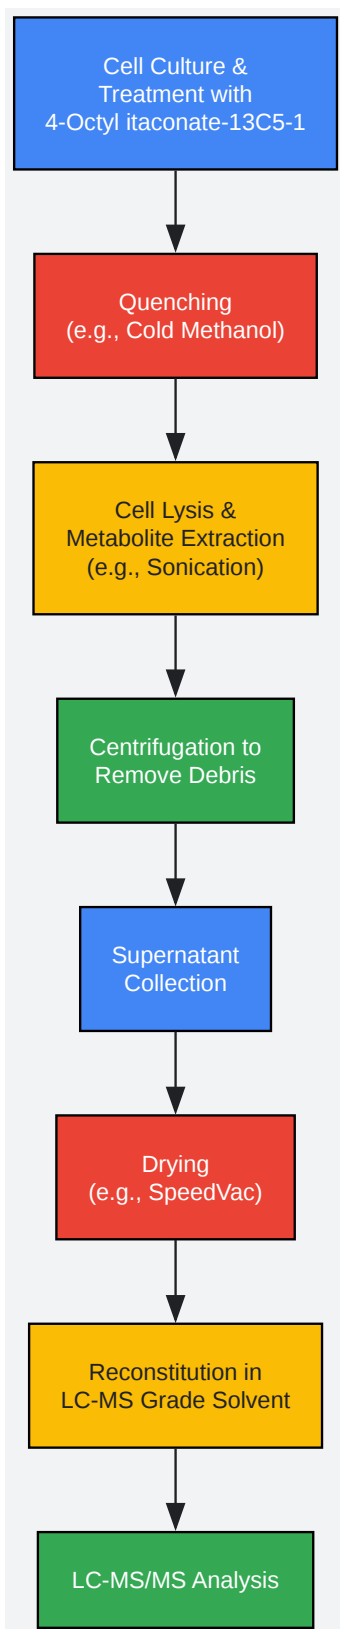 Cell Culture &
Treatment with
4-Octyl itaconate-13C5-1
Quenching
(e.g., Cold Methanol)
Cell Lysis &
Metabolite Extraction
(e.g., Sonication)
Centrifugation to
Remove Debris
Supernatant
Collection
Drying
(e.g., SpeedVac)
Reconstitution in
LC-MS Grade Solvent
LC-MS/MS Analysis